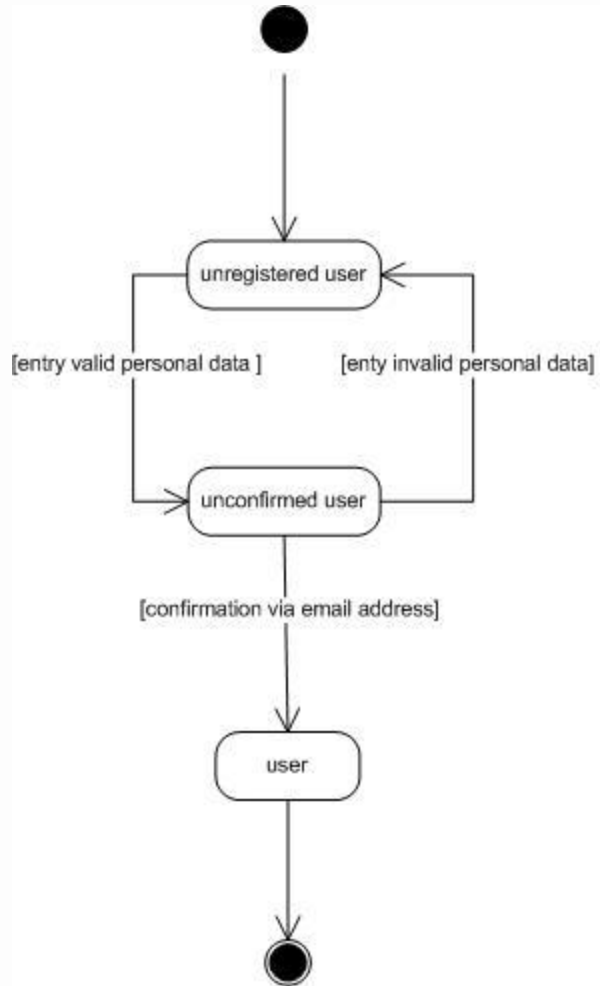 unregistered user
[entry valid personal data ]
[enty invalid personal data]
unconfirmed user
[confirmation via email address]
user